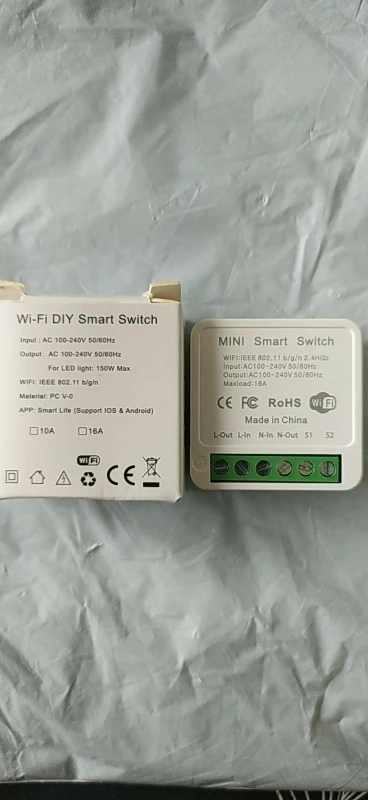 Wi-Fi DIY Smart Switch
Input : AC 100-240V 50/60Hz
Output: AC 100-240V 50/60Hz
For LED light: 150W Max
WIFI: IEEE 802.11 b/g/n
Material: PC V-0
APP: Smart Life (Support IOS & Android)
10A 16A
WiFi
CE
MINI Smart Switch
WIFI:IEEE 802.11 b/g/n 2.4HGz
Input:AC100-240V 50/60Hz
Output:AC100-240V 50/60Hz
Maxload:16A
CE FC RoHS WiFi
Made in China
L-Out L-In N-In N-Out S1 S2